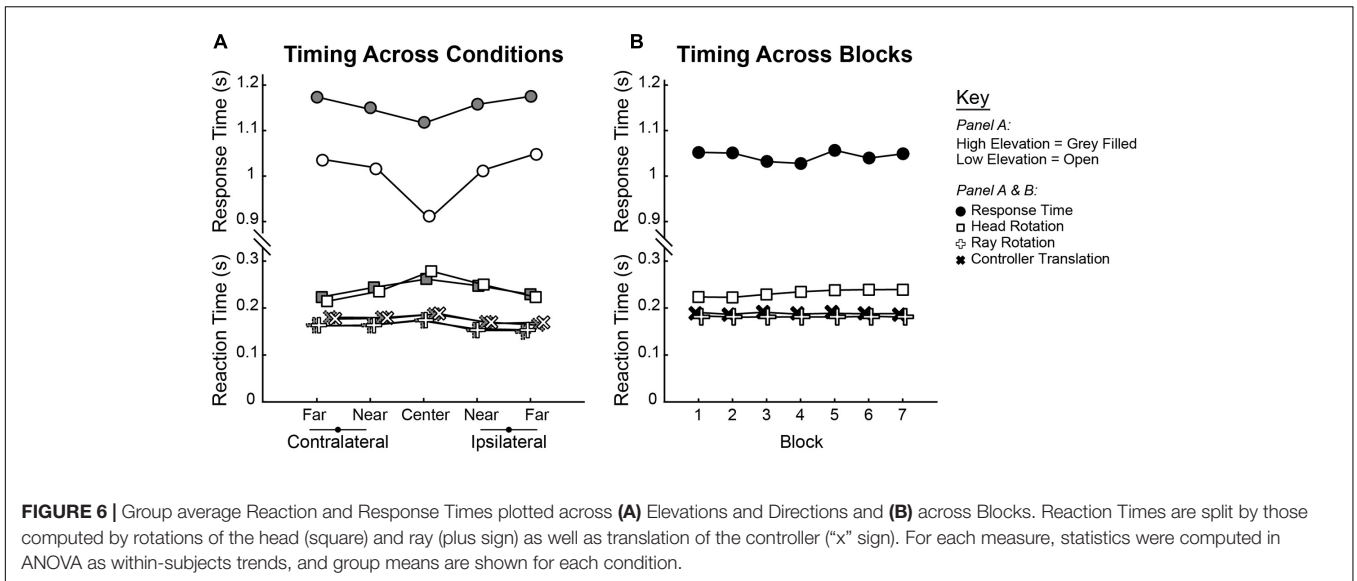 A
Timing Across Conditions
Response Time (s)
1.2
1.1
1
0.9
Reaction Time (s)
0.3
0.2
0.1
0
Far Near Center Near Far
Contralateral Ipsilateral
B
Timing Across Blocks
Response Time (s)
1.2
1.1
1
0.9
Reaction Time (s)
0.3
0.2
0.1
0
1 2 3 4 5 6 7
Block
Key
Panel A:
High Elevation = Grey Filled
Low Elevation = Open
Panel A & B:
Response Time
Head Rotation
Ray Rotation
Controller Translation
FIGURE 6 | Group average Reaction and Response Times plotted across (A) Elevations and Directions and (B) across Blocks. Reaction Times are split by those
computed by rotations of the head (square) and ray (plus sign) as well as translation of the controller (“x” sign). For each measure, statistics were computed in
ANOVA as within-subjects trends, and group means are shown for each condition.